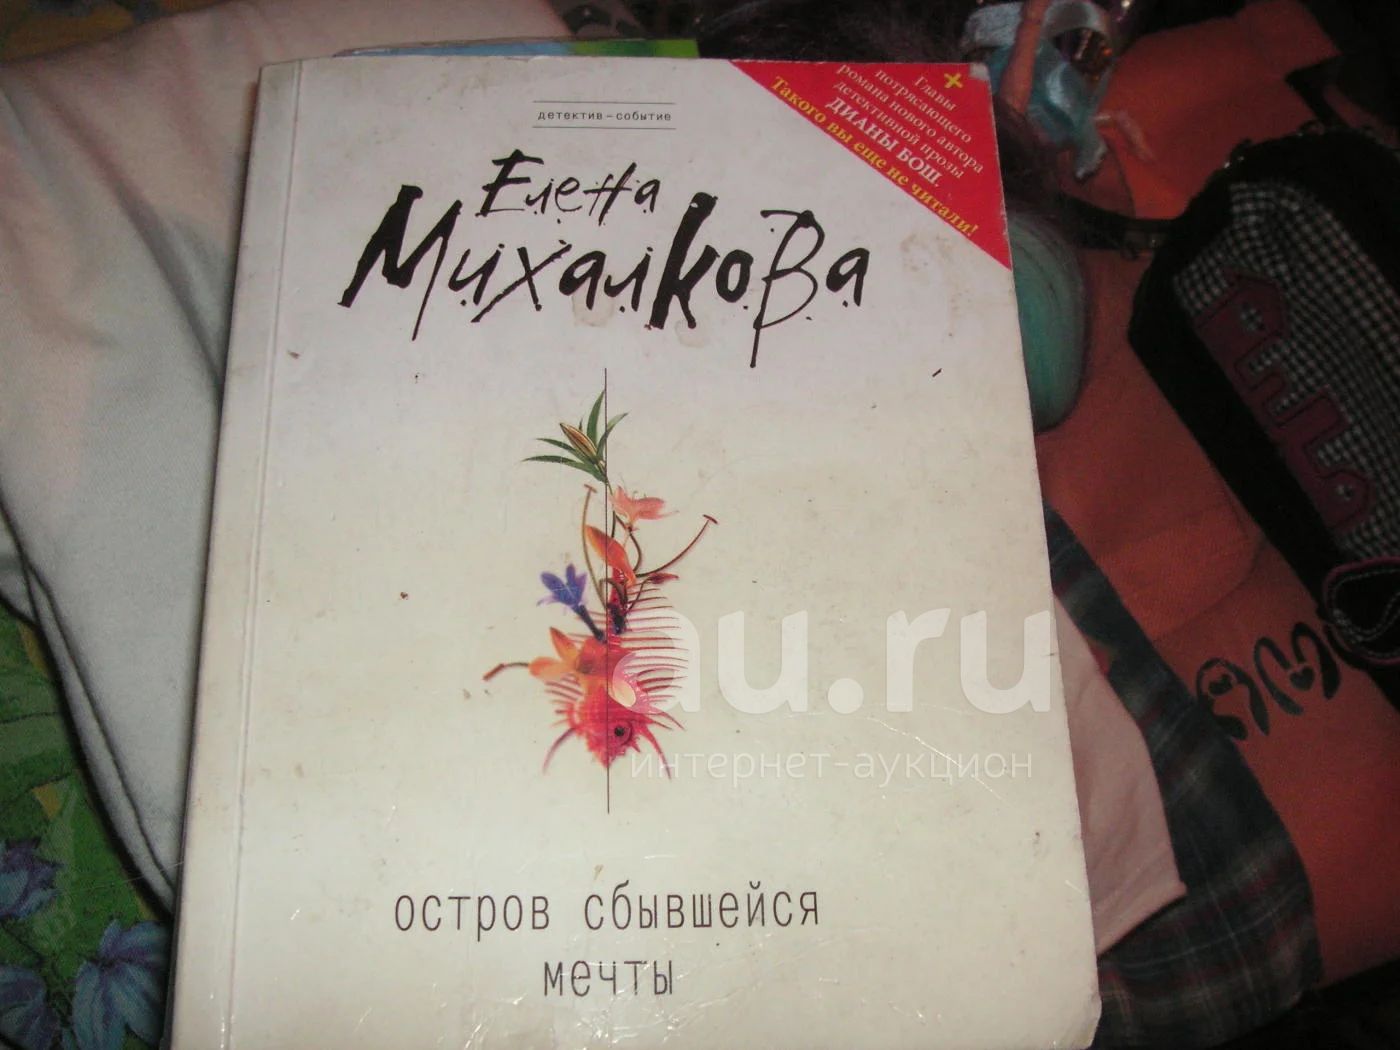 детектив–событие
Елена
Михалкова
+
Главы
потрясающего
романа нового автора
детективной прозы
ДИАНЫ БОШ.
Такого вы еще не читали!
au.ru
интернет-аукцион
остров сбывшейся
мечты